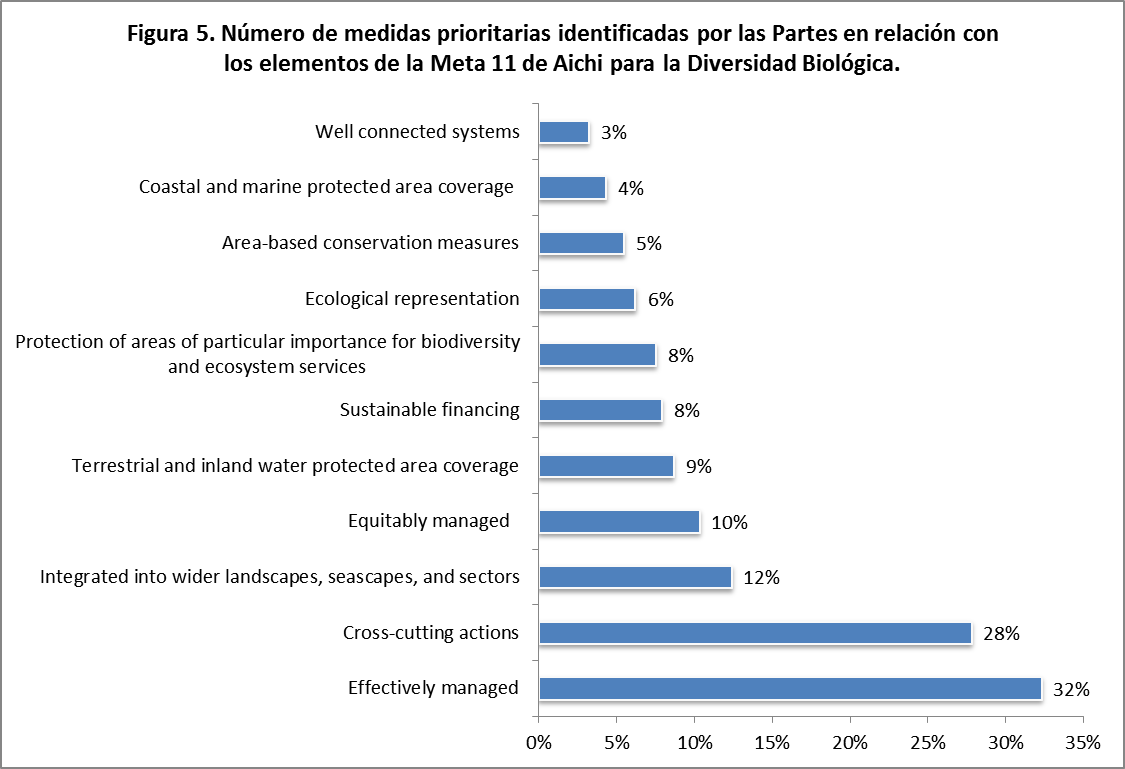 Figura 5. Número de medidas prioritarias identificadas por las Partes en relación con
los elementos de la Meta 11 de Aichi para la Diversidad Biológica.
Well connected systems 3%
Coastal and marine protected area coverage 4%
Area-based conservation measures 5%
Ecological representation 6%
Protection of areas of particular importance for biodiversity
and ecosystem services 8%
Sustainable financing 8%
Terrestrial and inland water protected area coverage 9%
Equitably managed 10%
Integrated into wider landscapes, seascapes, and sectors 12%
Cross-cutting actions 28%
Effectively managed 32%
0% 5% 10% 15% 20% 25% 30% 35%